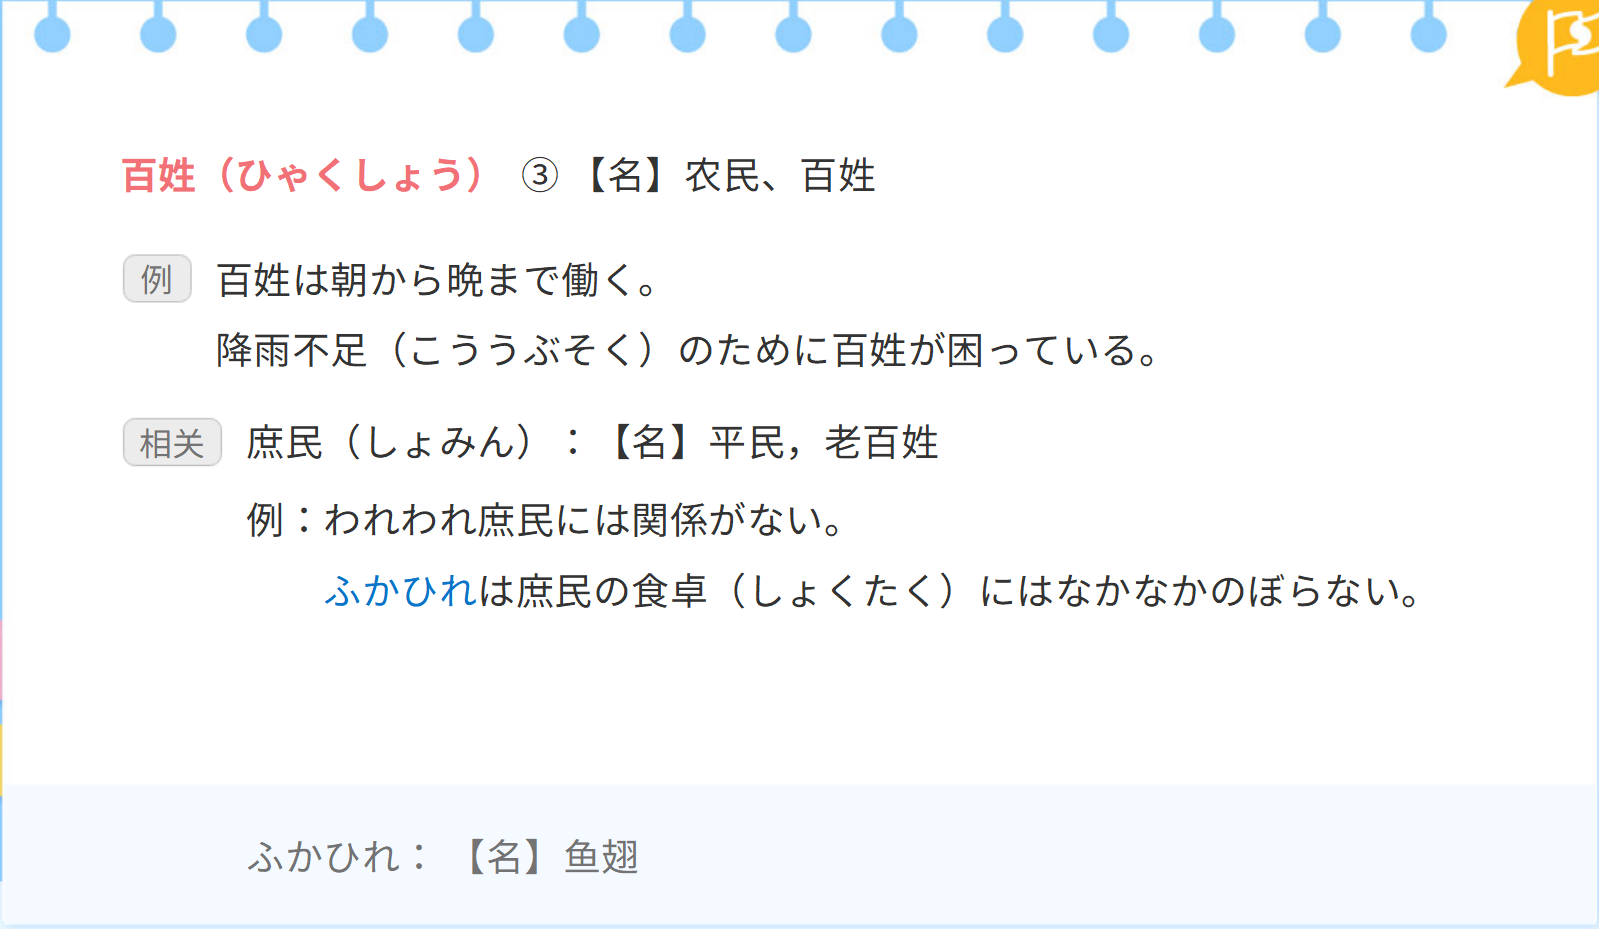 百姓（ひゃくしょう） ③ 【名】农民、百姓
例 百姓は朝から晩まで働く。
降雨不足（こううぶそく）のために百姓が困っている。
相关 庶民（しょみん）：【名】平民，老百姓
例：われわれ庶民には関係がない。
ふかひれは庶民の食卓（しょくたく）にはなかなかのぼらない。
ふかひれ：【名】鱼翅